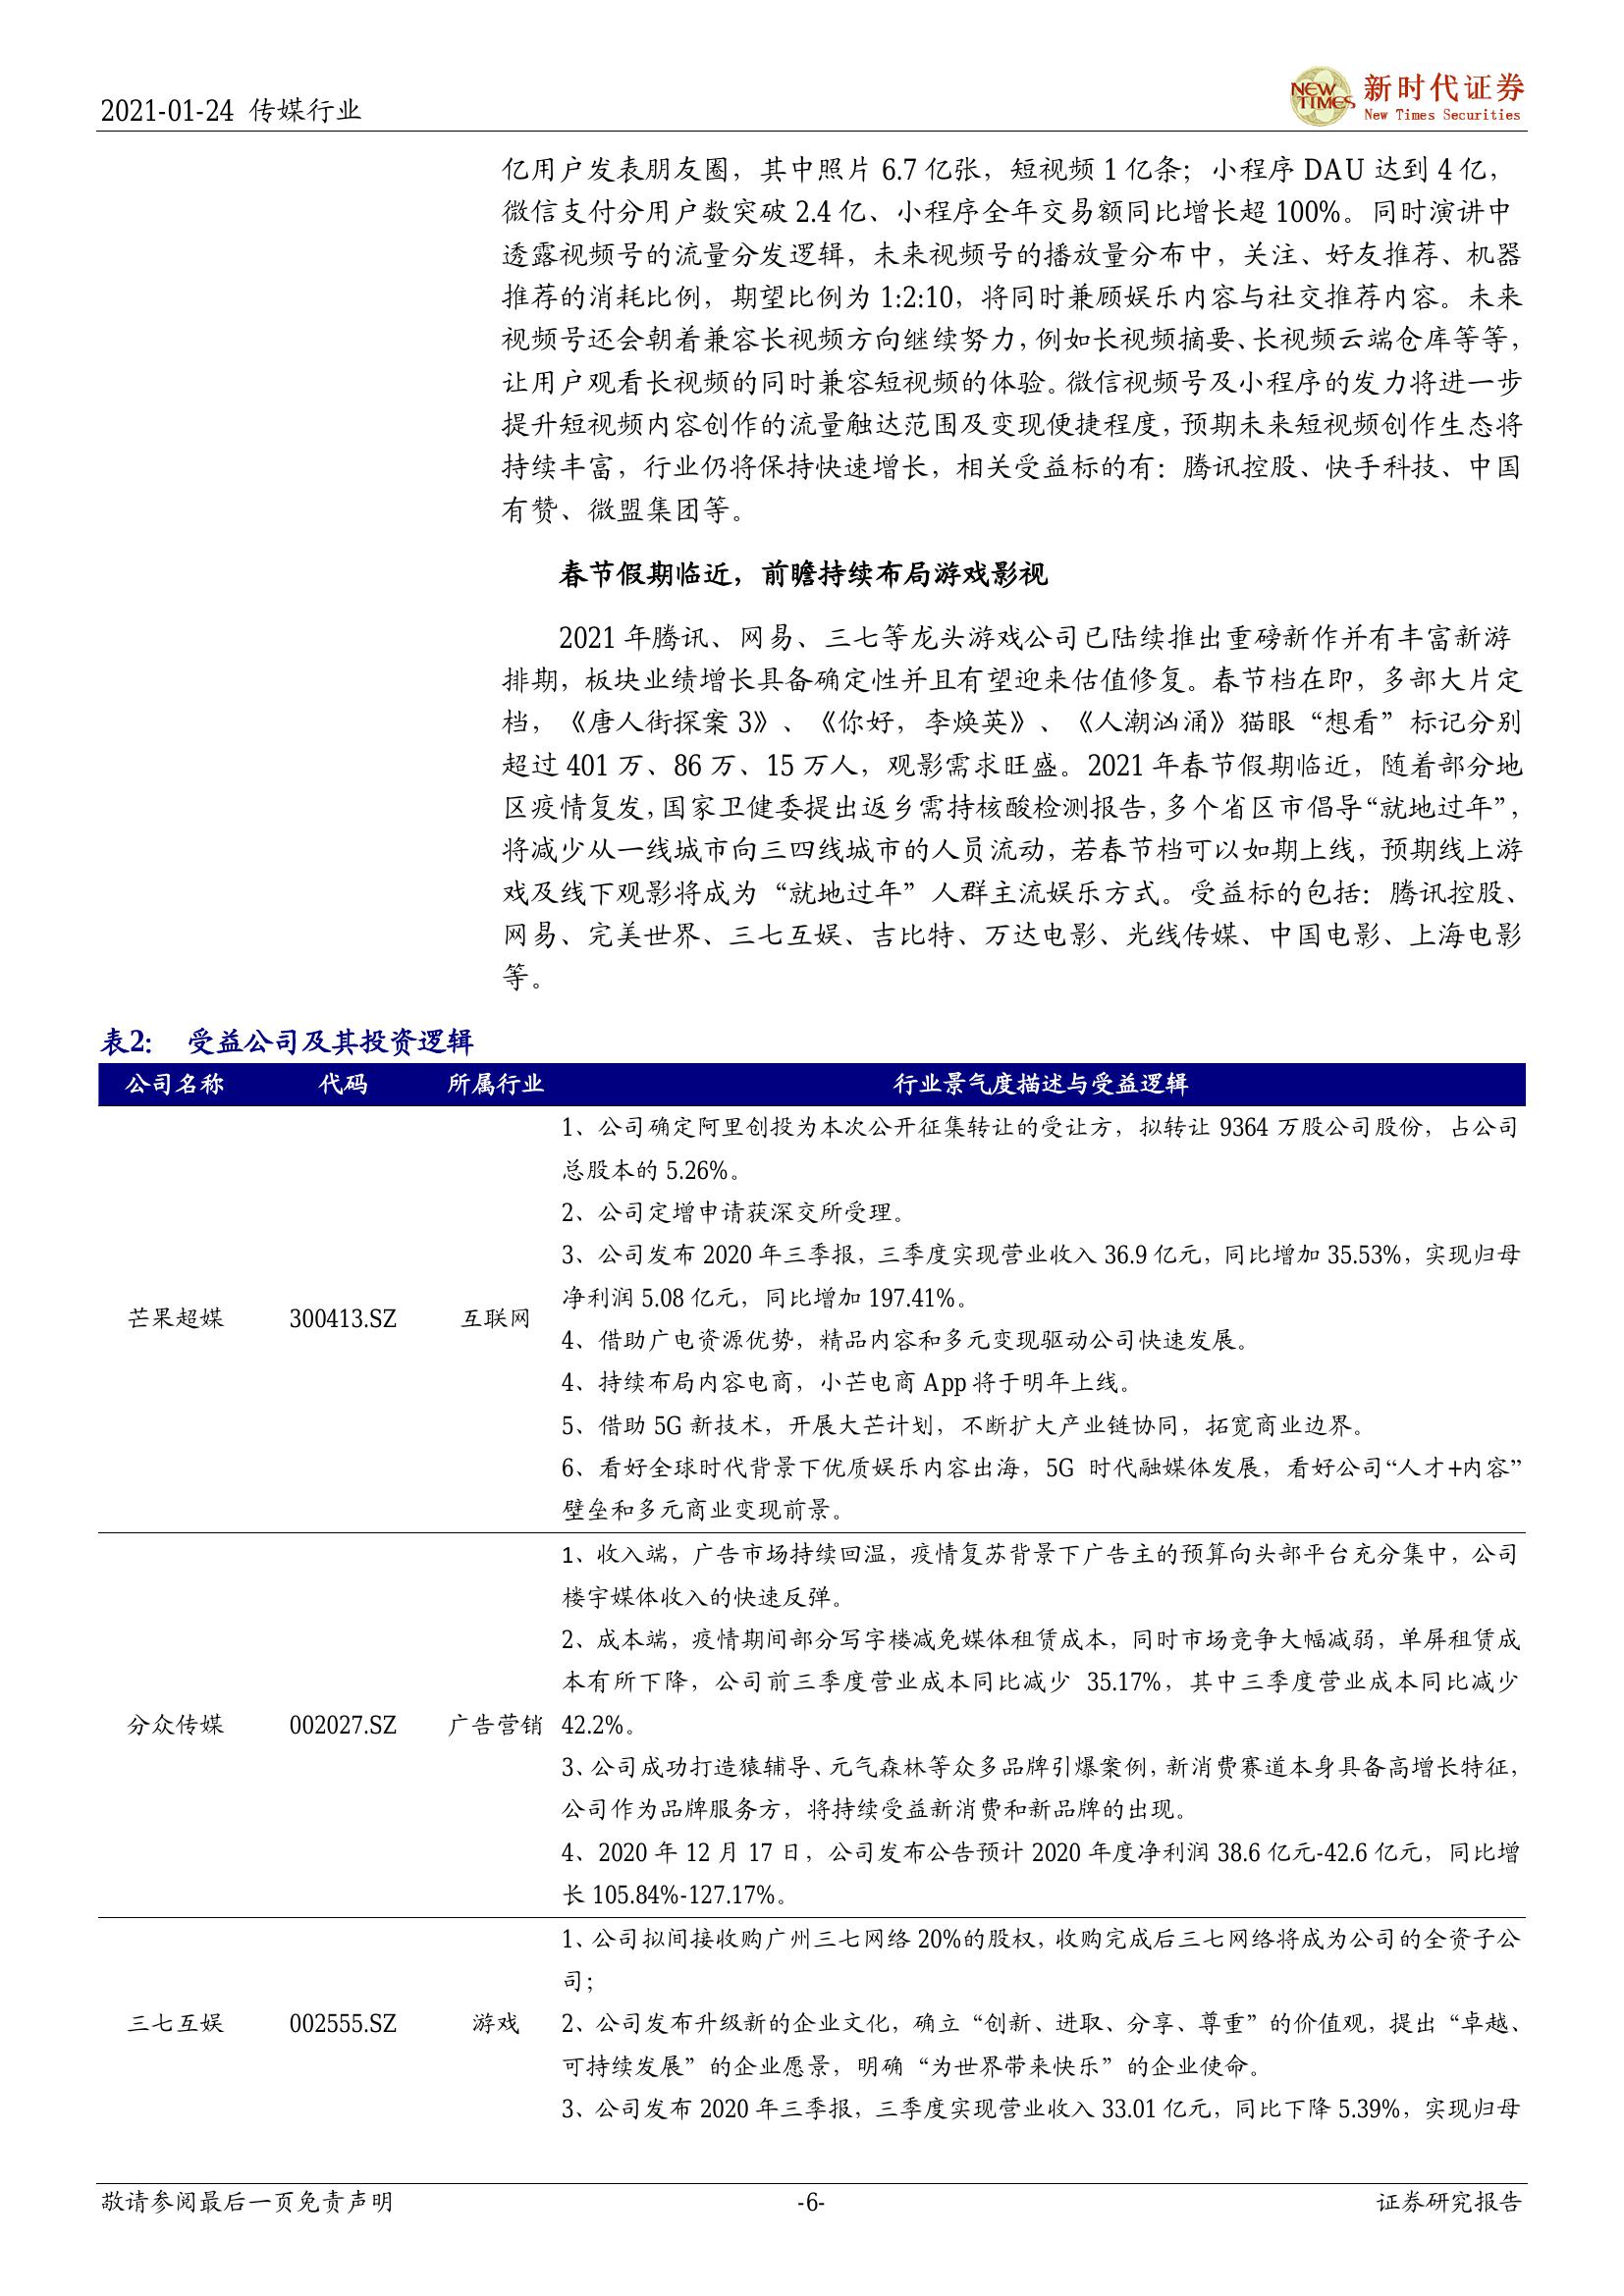 2021-01-24 传媒行业
NEW TIMES
新时代证券
New Times Securities
亿用户发表朋友圈，其中照片 6.7 亿张，短视频 1 亿条；小程序 DAU 达到 4 亿，
微信支付分用户数突破 2.4 亿、小程序全年交易额同比增长超 100%。同时演讲中
透露视频号的流量分发逻辑，未来视频号的播放量分布中，关注、好友推荐、机器
推荐的消耗比例，期望比例为 1:2:10，将同时兼顾娱乐内容与社交推荐内容。未来
视频号还会朝着兼容长视频方向继续努力，例如长视频摘要、长视频云端仓库等等，
让用户观看长视频的同时兼容短视频的体验。微信视频号及小程序的发力将进一步
提升短视频内容创作的流量触达范围及变现便捷程度，预期未来短视频创作生态将
持续丰富，行业仍将保持快速增长，相关受益标的有：腾讯控股、快手科技、中国
有赞、微盟集团等。
春节假期临近，前瞻持续布局游戏影视
2021 年腾讯、网易、三七等龙头游戏公司已陆续推出重磅新作并有丰富新游
排期，板块业绩增长具备确定性并且有望迎来估值修复。春节档在即，多部大片定
档，《唐人街探案 3》、《你好，李焕英》、《人潮汹涌》猫眼“想看”标记分别
超过 401 万、86 万、15 万人，观影需求旺盛。2021 年春节假期临近，随着部分地
区疫情复发，国家卫健委提出返乡需持核酸检测报告，多个省区市倡导“就地过年”，
将减少从一线城市向三四线城市的人员流动，若春节档可以如期上线，预期线上游
戏及线下观影将成为“就地过年”人群主流娱乐方式。受益标的包括：腾讯控股、
网易、完美世界、三七互娱、吉比特、万达电影、光线传媒、中国电影、上海电影
等。
表2： 受益公司及其投资逻辑
公司名称 代码 所属行业 行业景气度描述与受益逻辑
1、公司确定阿里创投为本次公开征集转让的受让方，拟转让 9364 万股公司股份，占公司
总股本的 5.26%。
2、公司定增申请获深交所受理。
3、公司发布 2020 年三季报，三季度实现营业收入 36.9 亿元，同比增加 35.53%，实现归母
净利润 5.08 亿元，同比增加 197.41%。
芒果超媒 300413.SZ 互联网
4、借助广电资源优势，精品内容和多元变现驱动公司快速发展。
4、持续布局内容电商，小芒电商 App 将于明年上线。
5、借助 5G 新技术，开展大芒计划，不断扩大产业链协同，拓宽商业边界。
6、看好全球时代背景下优质娱乐内容出海，5G 时代融媒体发展，看好公司“人才+内容”
壁垒和多元商业变现前景。
1、收入端，广告市场持续回温，疫情复苏背景下广告主的预算向头部平台充分集中，公司
楼宇媒体收入的快速反弹。
2、成本端，疫情期间部分写字楼减免媒体租赁成本，同时市场竞争大幅减弱，单屏租赁成
本有所下降，公司前三季度营业成本同比减少 35.17%，其中三季度营业成本同比减少
分众传媒 002027.SZ 广告营销 42.2%。
3、公司成功打造猿辅导、元气森林等众多品牌引爆案例，新消费赛道本身具备高增长特征，
公司作为品牌服务方，将持续受益新消费和新品牌的出现。
4、2020 年 12 月 17 日，公司发布公告预计 2020 年度净利润 38.6 亿元-42.6 亿元，同比增
长 105.84%-127.17%。
1、公司拟间接收购广州三七网络 20%的股权，收购完成后三七网络将成为公司的全资子公
司；
三七互娱 002555.SZ 游戏 2、公司发布升级新的企业文化，确立“创新、进取、分享、尊重”的价值观，提出“卓越、
可持续发展”的企业愿景，明确“为世界带来快乐”的企业使命。
3、公司发布 2020 年三季报，三季度实现营业收入 33.01 亿元，同比下降 5.39%，实现归母
敬请参阅最后一页免责声明 -6- 证券研究报告